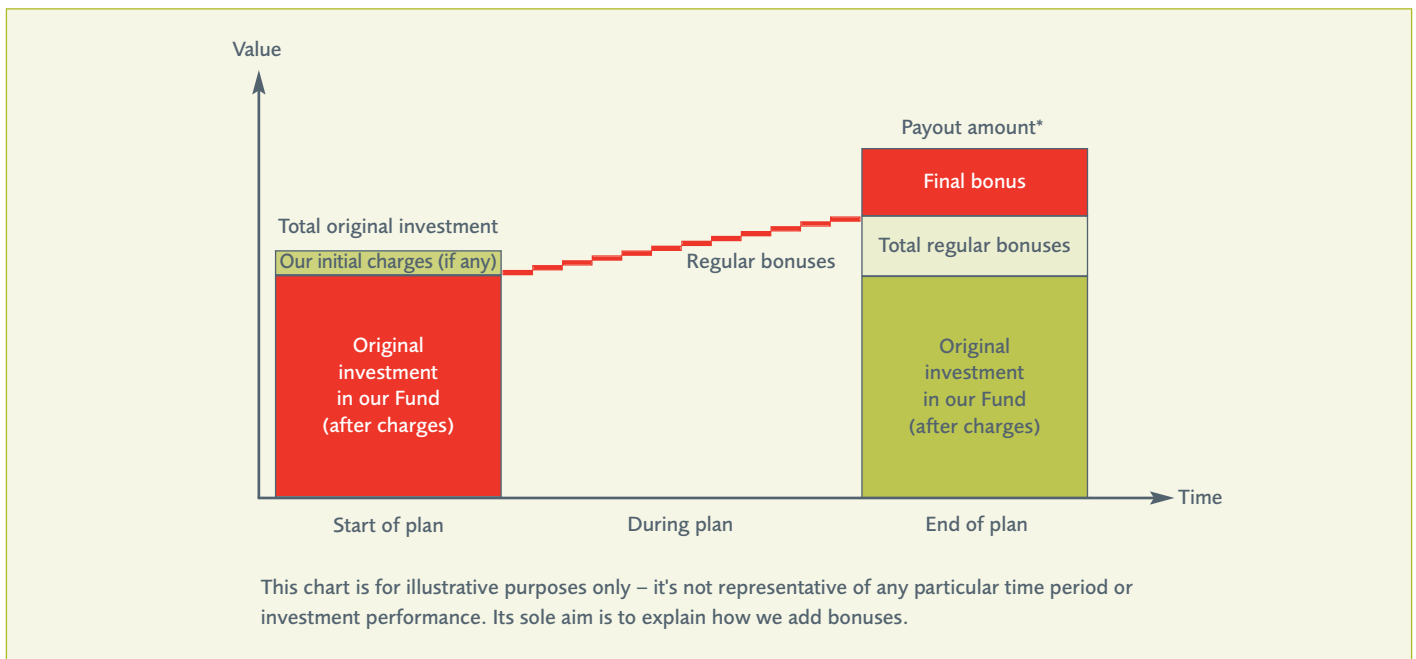 Value
Payout amount*
Final bonus
Total original investment
Our initial charges (if any)
Regular bonuses
Total regular bonuses
Original
investment
in our Fund
(after charges)
Original
investment
in our Fund
(after charges)
Time
Start of plan
During plan
End of plan
This chart is for illustrative purposes only – it's not representative of any particular time period or
investment performance. Its sole aim is to explain how we add bonuses.